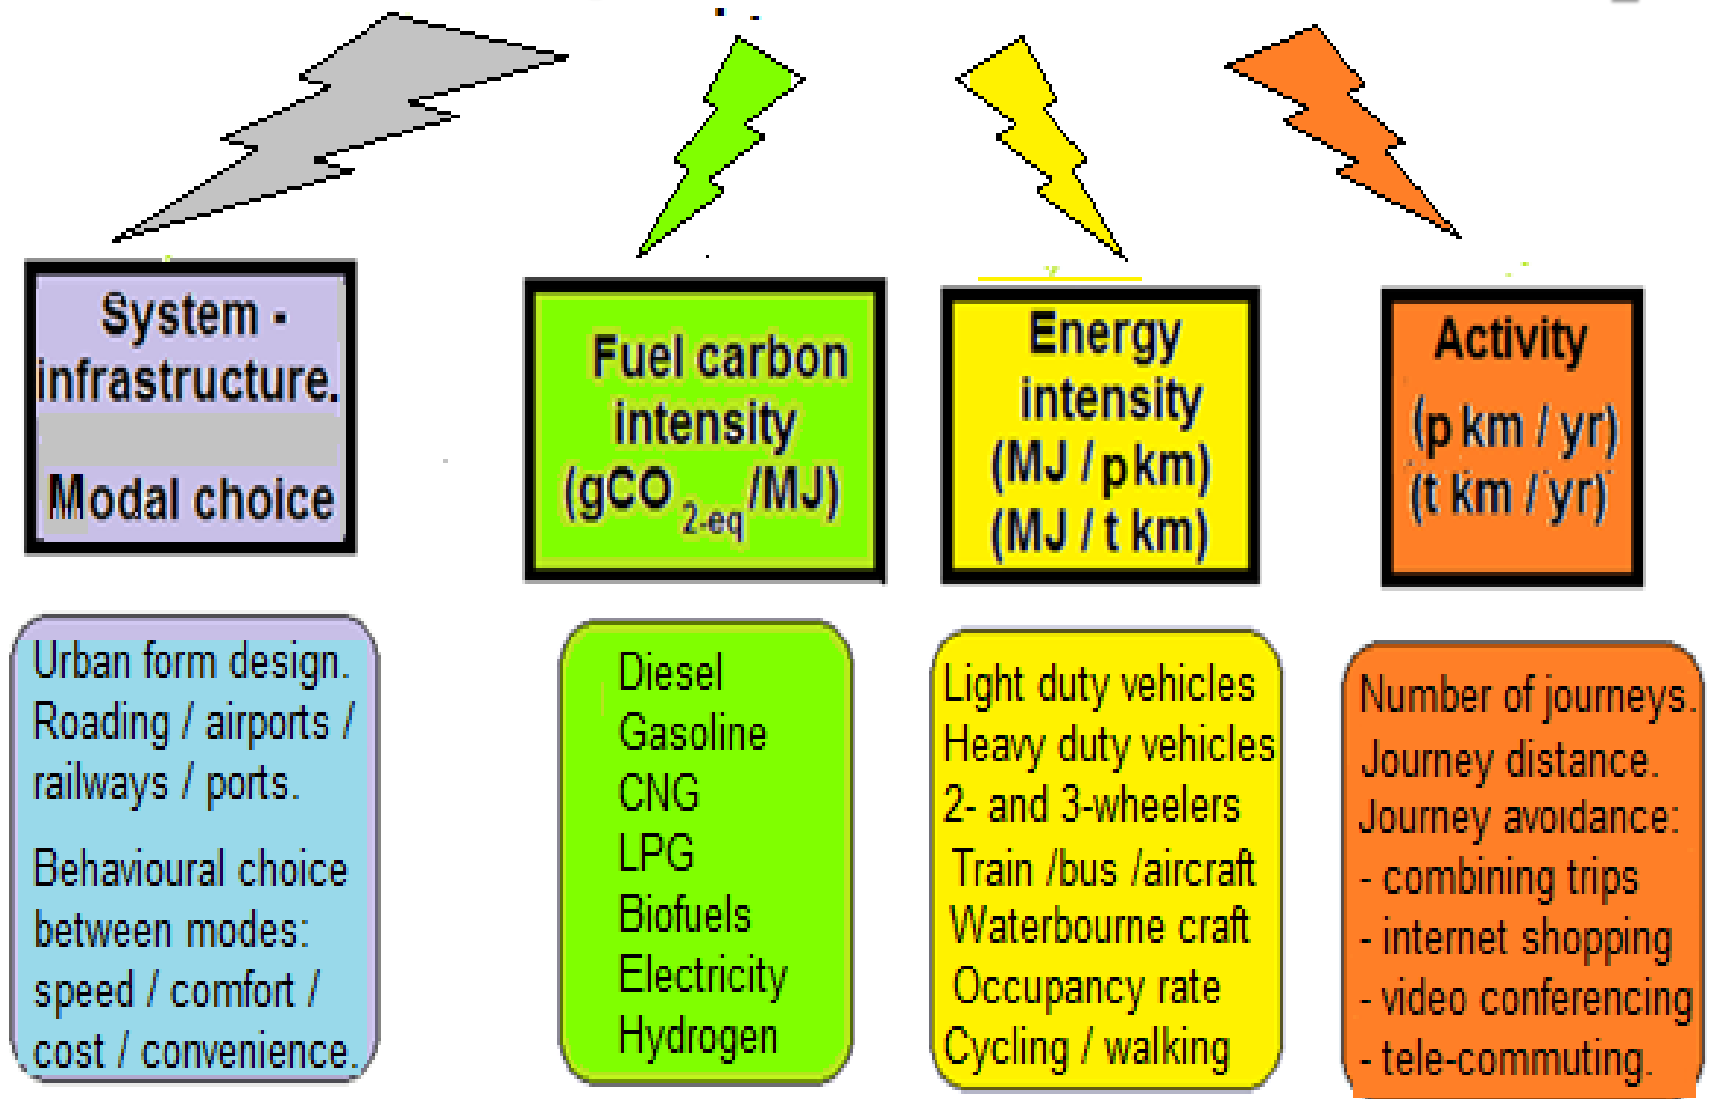 System -
infrastructure.
Modal choice
Fuel carbon
intensity
(gCO 2-eq /MJ)
Energy
intensity
(MJ / p km)
(MJ / t km)
Activity
(p km / yr)
(t km / yr)
Urban form design.
Roading / airports /
railways / ports.
Behavioural choice
between modes:
speed / comfort /
cost / convenience.
Diesel
Gasoline
CNG
LPG
Biofuels
Electricity
Hydrogen
Light duty vehicles
Heavy duty vehicles
2- and 3-wheelers
Train /bus /aircraft
Waterbourne craft
Occupancy rate
Cycling / walking
Number of journeys.
Journey distance.
Journey avoidance:
- combining trips
- internet shopping
- video conferencing
- tele-commuting.